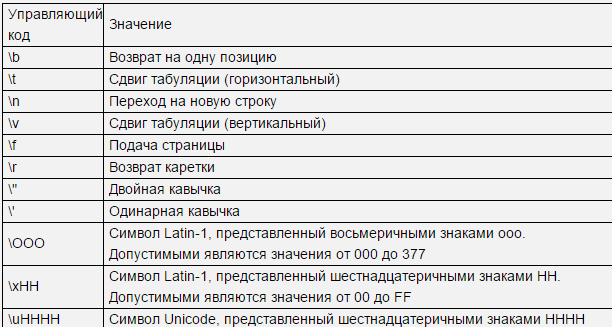 Управляющий
код
Значение
\b Возврат на одну позицию
\t Сдвиг табуляции (горизонтальный)
\n Переход на новую строку
\v Сдвиг табуляции (вертикальный)
\f Подача страницы
\r Возврат каретки
\" Двойная кавычка
\' Одинарная кавычка
\OOO Символ Latin-1, представленный восьмеричными знаками ооо.
Допустимыми являются значения от 000 до 377
\xHH Символ Latin-1, представленный шестнадцатеричными знаками HH.
Допустимыми являются значения от 00 до FF
\uHHHH Символ Unicode, представленный шестнадцатеричными знаками HHHH